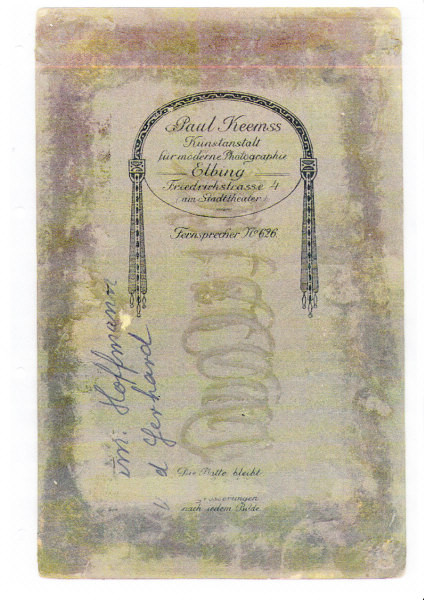 Paul Keemss
Kunstanstalt
für moderne Photographie
Elbing
Friedrichstrasse 4
(am Stadttheater)
Fernsprecher No 626.
Die Platte bleibt
nach jedem Bilde.
Hoffmann
d Gerhard